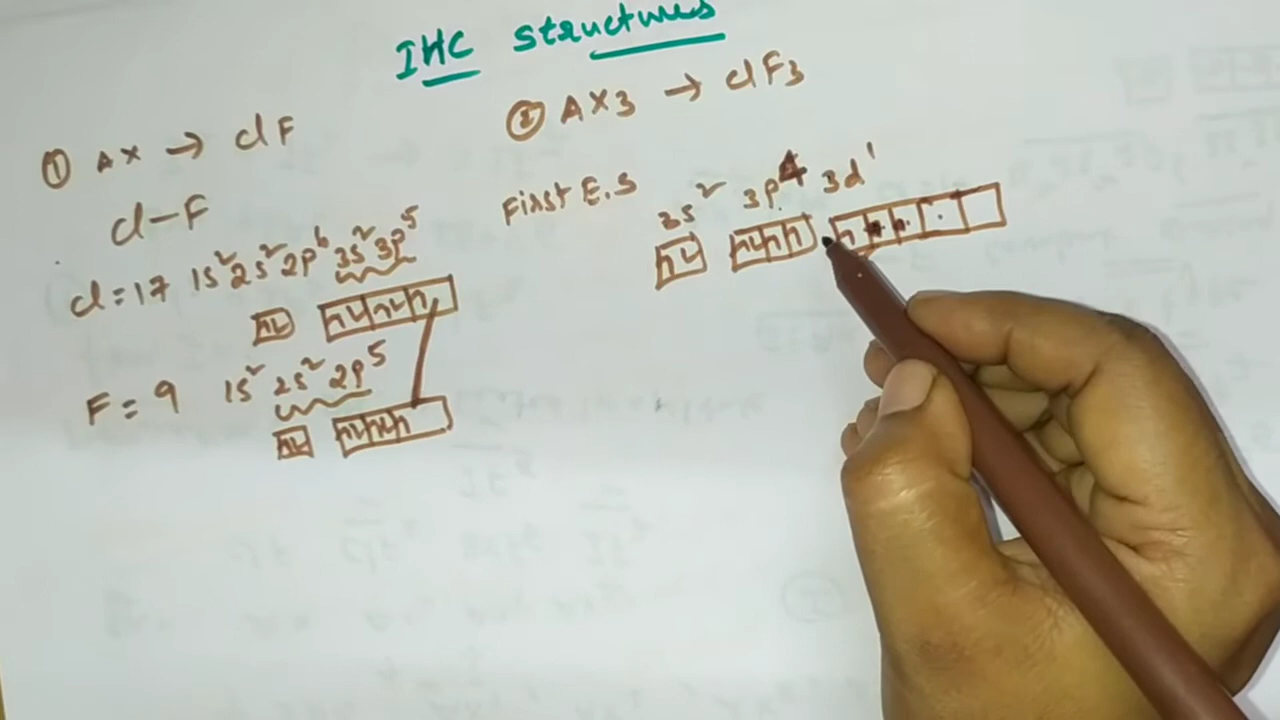 IHC structures
① AX → ClF
Cl-F
Cl = 17 1s² 2s² 2p⁶ 3s² 3p⁵
F = 9 1s² 2s² 2p⁵
② AX3 → ClF3
First E.S 3s² 3p⁴ 3d¹